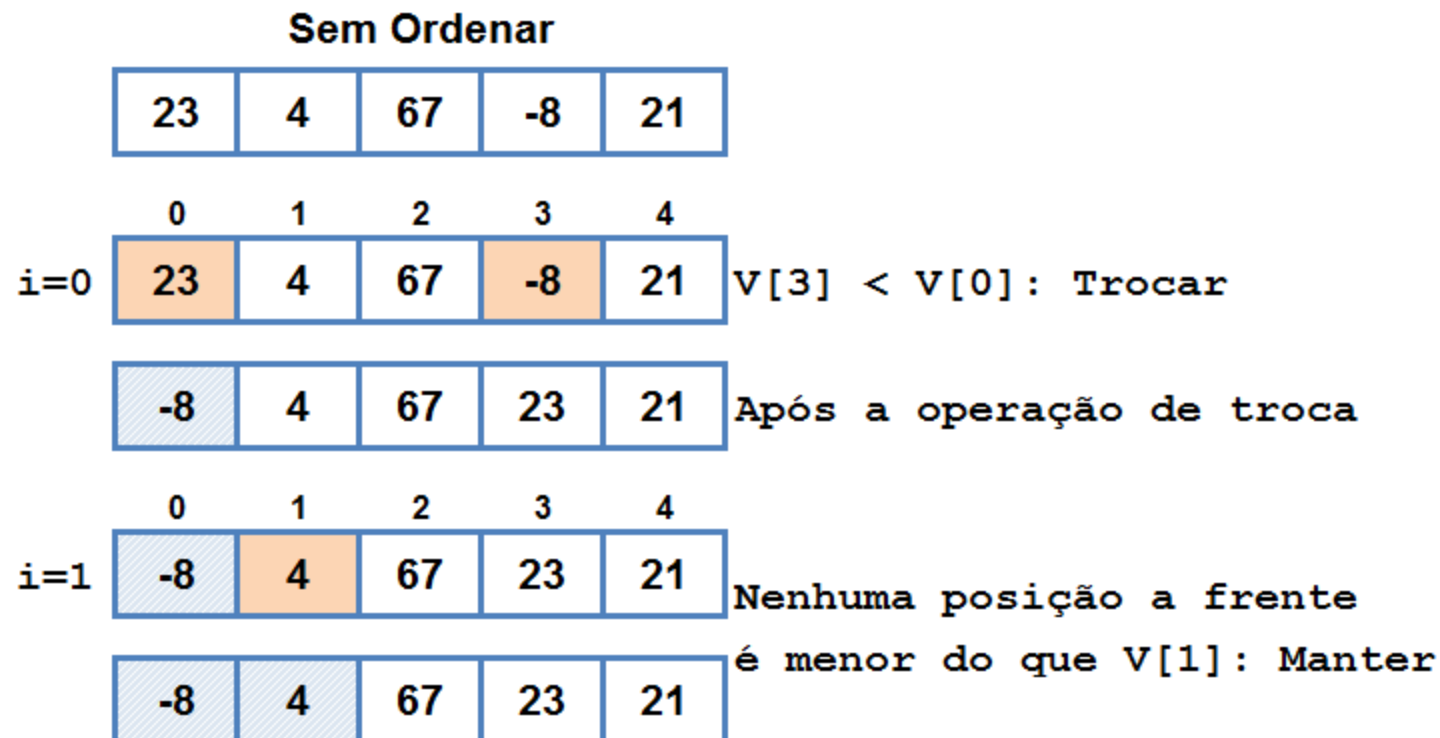 Sem Ordenar
23 4 67 -8 21
0 1 2 3 4
i=0 23 4 67 -8 21 V[3] < V[0]: Trocar
-8 4 67 23 21 Após a operação de troca
0 1 2 3 4
i=1 -8 4 67 23 21
Nenhuma posição a frente
é menor do que V[1]: Manter
-8 4 67 23 21